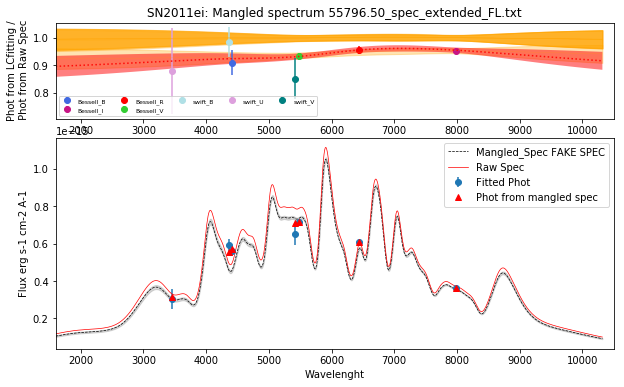 SN2011ei: Mangled spectrum 55796.50_spec_extended_FL.txt
Phot from LCfitting /
Phot from Raw Spec
1.0
0.9
0.8
Bessell_B
Bessell_I
Bessell_R
Bessell_V
swift_B
swift_U
swift_V
2000 3000 4000 5000 6000 7000 8000 9000 10000
Mangled_Spec FAKE SPEC
Raw Spec
Fitted Phot
Phot from mangled spec
Flux erg s-1 cm-2 A-1
1.0
0.8
0.6
0.4
0.2
2000 3000 4000 5000 6000 7000 8000 9000 10000
Wavelenght